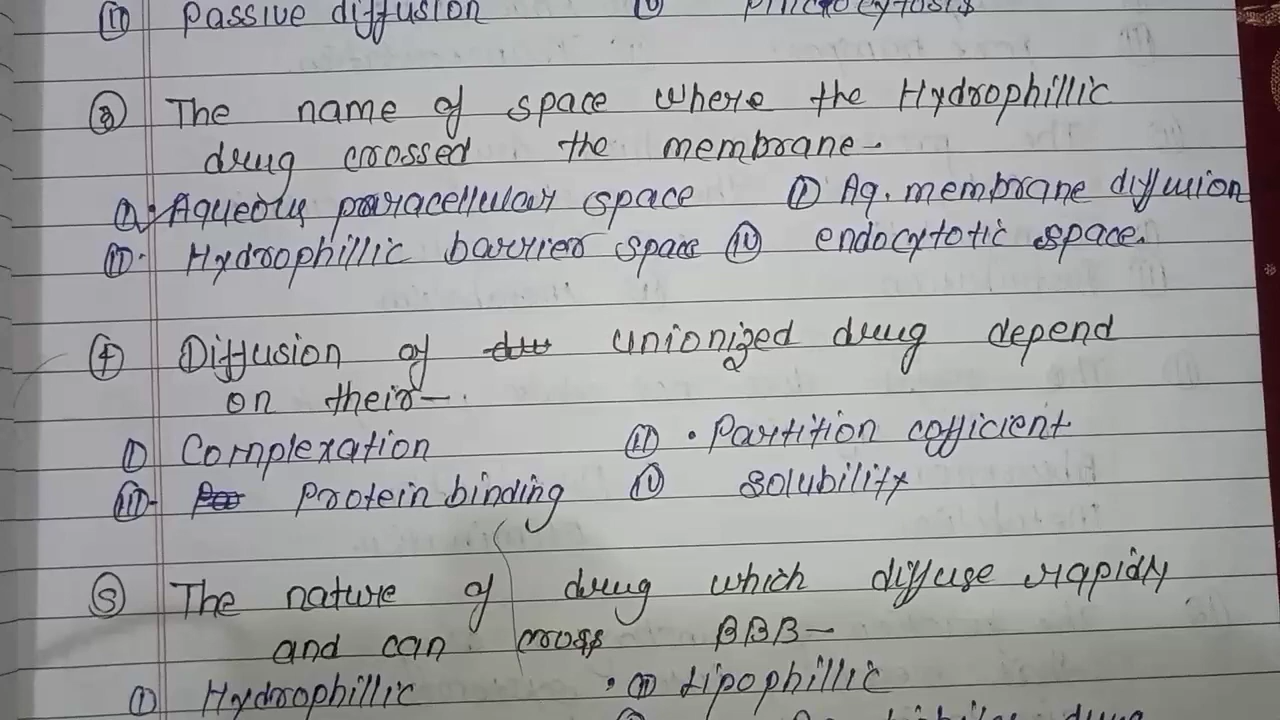 (ii) Passive diffusion
(r) The name of space where the Hydrophillic
drug crossed the membrane -
(i) Aqueous paracellular space (ii) Aq. membrane diffusion
(iii) Hydrophillic barrier space (iv) endocytotic space.
(4) Diffusion of unionized drug depend
on their -.
(i) Complexation (ii) Partition cofficient
(iii) Protein binding (iv) solubility
(s) The nature of drug which diffuse rapidly
and can cross BBB -
(i) Hydrophillic (ii) Lipophillic
drug